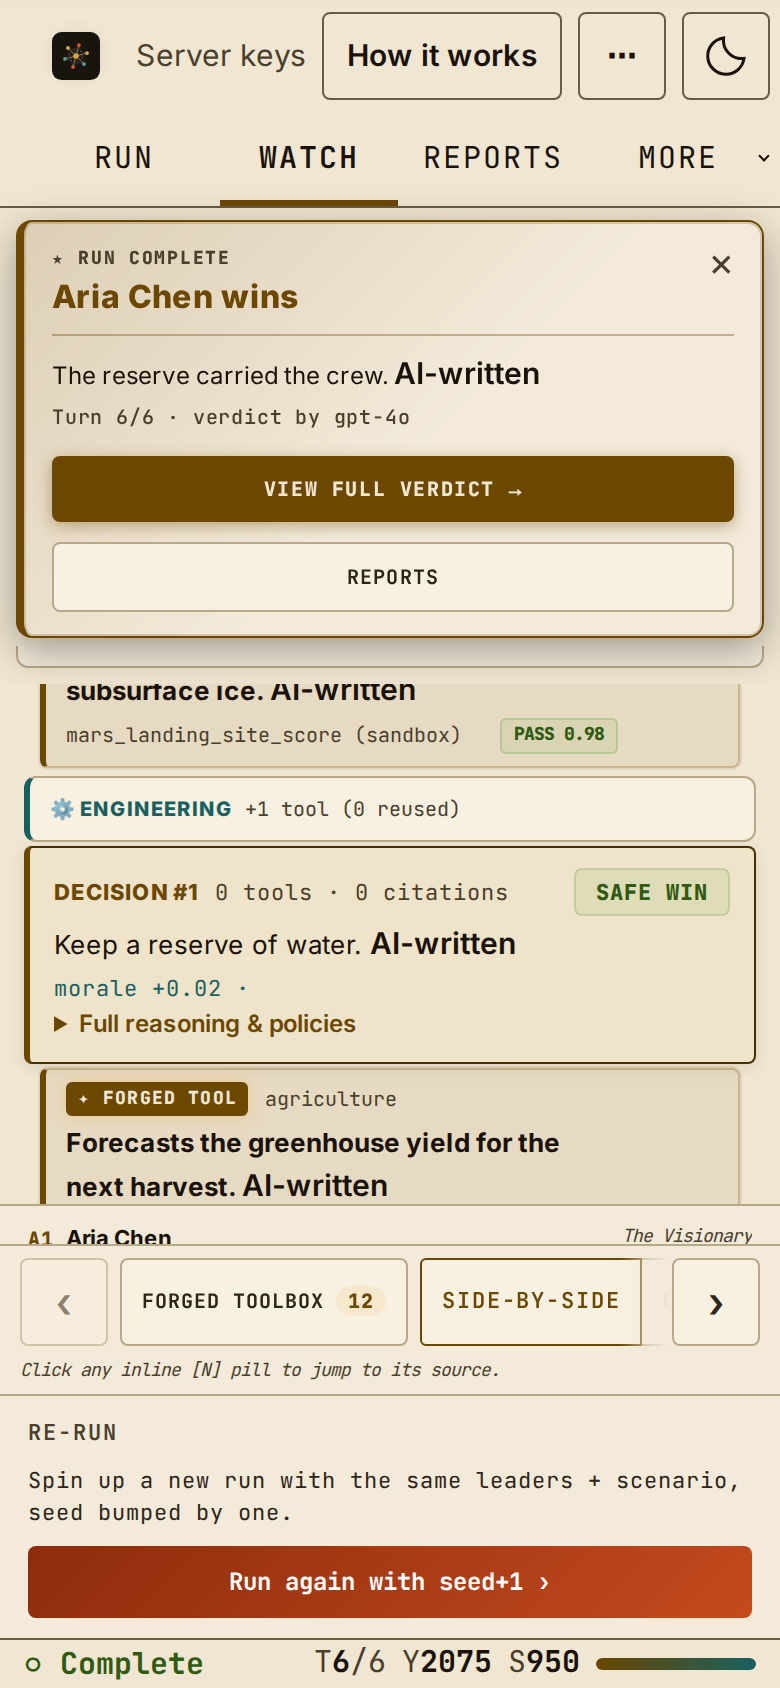 Server keys
How it works
...
RUN
WATCH
REPORTS
MORE
★ RUN COMPLETE
Aria Chen wins
The reserve carried the crew. AI-written
Turn 6/6 · verdict by gpt-4o
VIEW FULL VERDICT →
REPORTS
subsurface ice. AI-written
mars_landing_site_score (sandbox)
PASS 0.98
ENGINEERING +1 tool (0 reused)
DECISION #1 0 tools · 0 citations
SAFE WIN
Keep a reserve of water. AI-written
morale +0.02 ·
▶ Full reasoning & policies
✦ FORGED TOOL agriculture
Forecasts the greenhouse yield for the
next harvest. AI-written
A1 Aria Chen
The Visionary
‹
FORGED TOOLBOX 12
SIDE-BY-SIDE
›
Click any inline [N] pill to jump to its source.
RE-RUN
Spin up a new run with the same leaders + scenario,
seed bumped by one.
Run again with seed+1 ›
Complete
T6/6 Y2075 S950